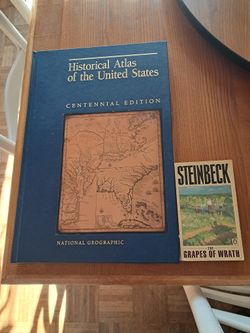 Historical Atlas
of the United States
CENTENNIAL EDITION
NATIONAL GEOGRAPHIC
STEINBECK
THE
GRAPES OF WRATH